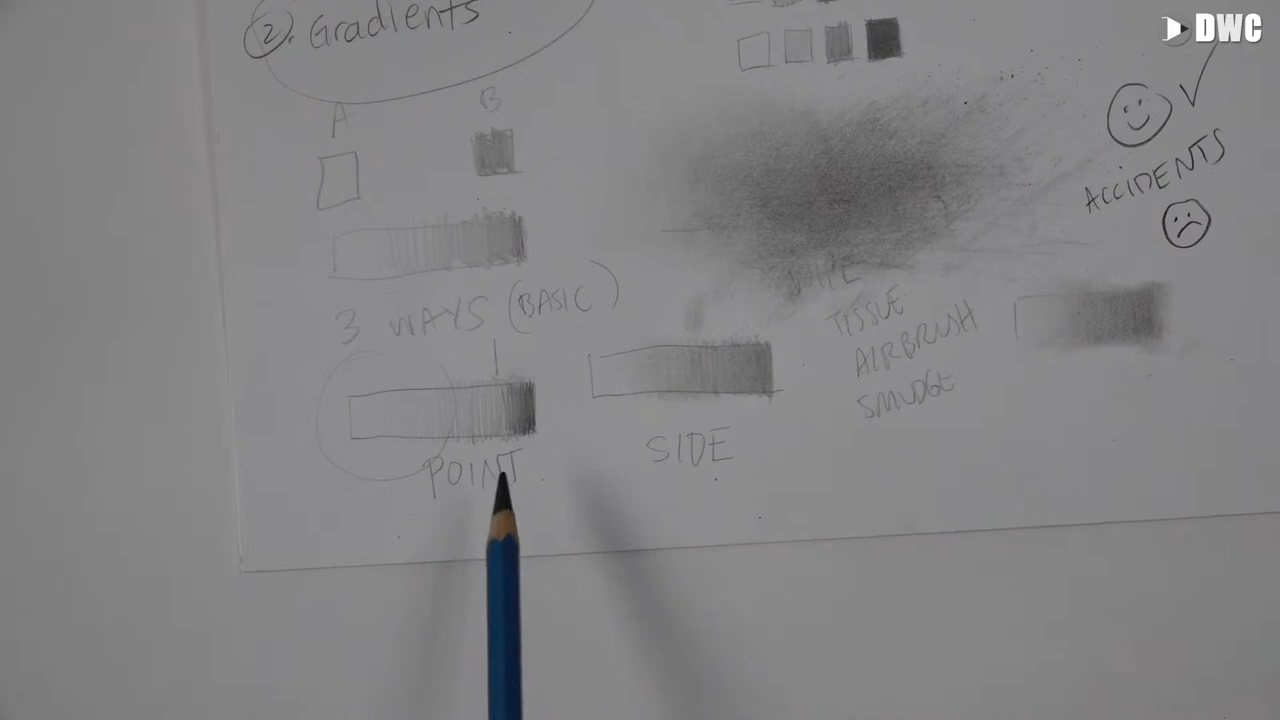 2. Gradients
DWC
A
B
ACCIDENTS
3 WAYS (BASIC)
TISSUE
AIRBRUSH
SMUDGE
POINT
SIDE